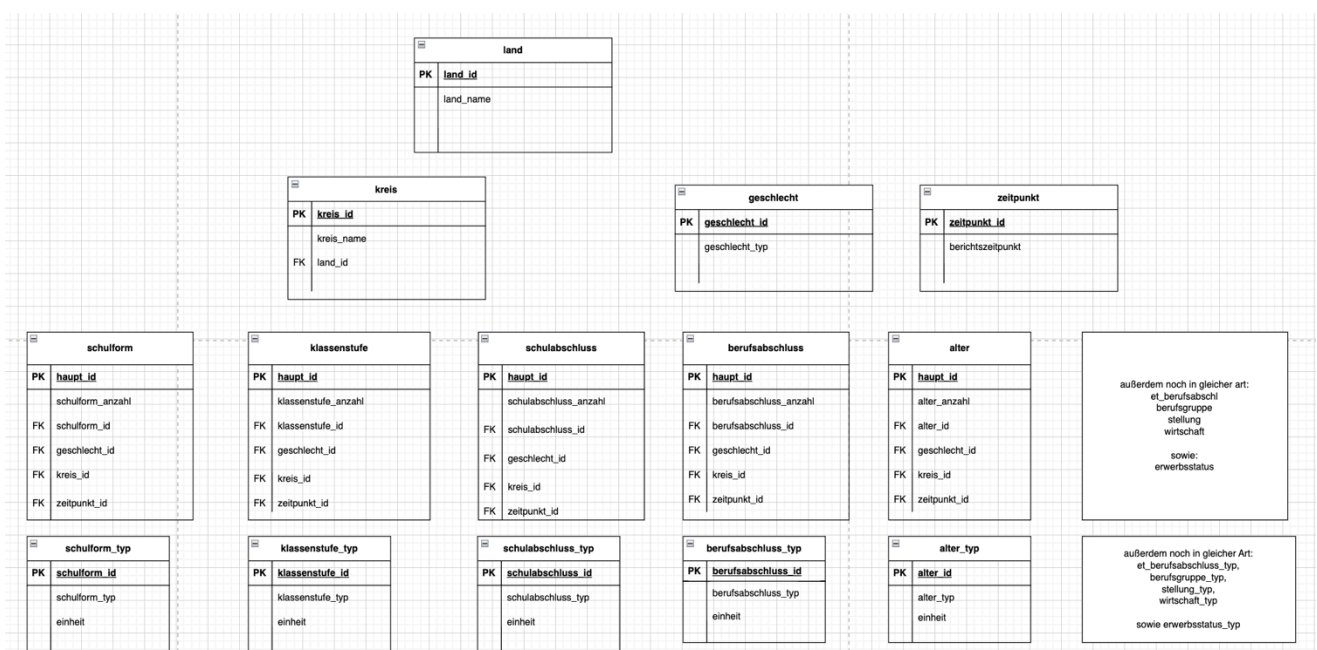 land
PK land_id
land_name
kreis
PK kreis_id
kreis_name
FK land_id
geschlecht
PK geschlecht_id
geschlecht_typ
zeitpunkt
PK zeitpunkt_id
berichtszeitpunkt
schulform
PK haupt_id
schulform_anzahl
FK schulform_id
FK geschlecht_id
FK kreis_id
FK zeitpunkt_id
klassenstufe
PK haupt_id
klassenstufe_anzahl
FK klassenstufe_id
FK geschlecht_id
FK kreis_id
FK zeitpunkt_id
schulabschluss
PK haupt_id
schulabschluss_anzahl
FK schulabschluss_id
FK geschlecht_id
FK kreis_id
FK zeitpunkt_id
berufsabschluss
PK haupt_id
berufsabschluss_anzahl
FK berufsabschluss_id
FK geschlecht_id
FK kreis_id
FK zeitpunkt_id
alter
PK haupt_id
alter_anzahl
FK alter_id
FK geschlecht_id
FK kreis_id
FK zeitpunkt_id
außerdem noch in gleicher art:
et_berufsabschl
berufsgruppe
stellung
wirtschaft
sowie:
erwerbsstatus
schulform_typ
PK schulform_id
schulform_typ
einheit
klassenstufe_typ
PK klassenstufe_id
klassenstufe_typ
einheit
schulabschluss_typ
PK schulabschluss_id
schulabschluss_typ
einheit
berufsabschluss_typ
PK berufsabschluss_id
berufsabschluss_typ
einheit
alter_typ
PK alter_id
alter_typ
einheit
außerdem noch in gleicher Art:
et_berufsabschluss_typ,
berufsgruppe_typ,
stellung_typ,
wirtschaft_typ
sowie erwerbsstatus_typ